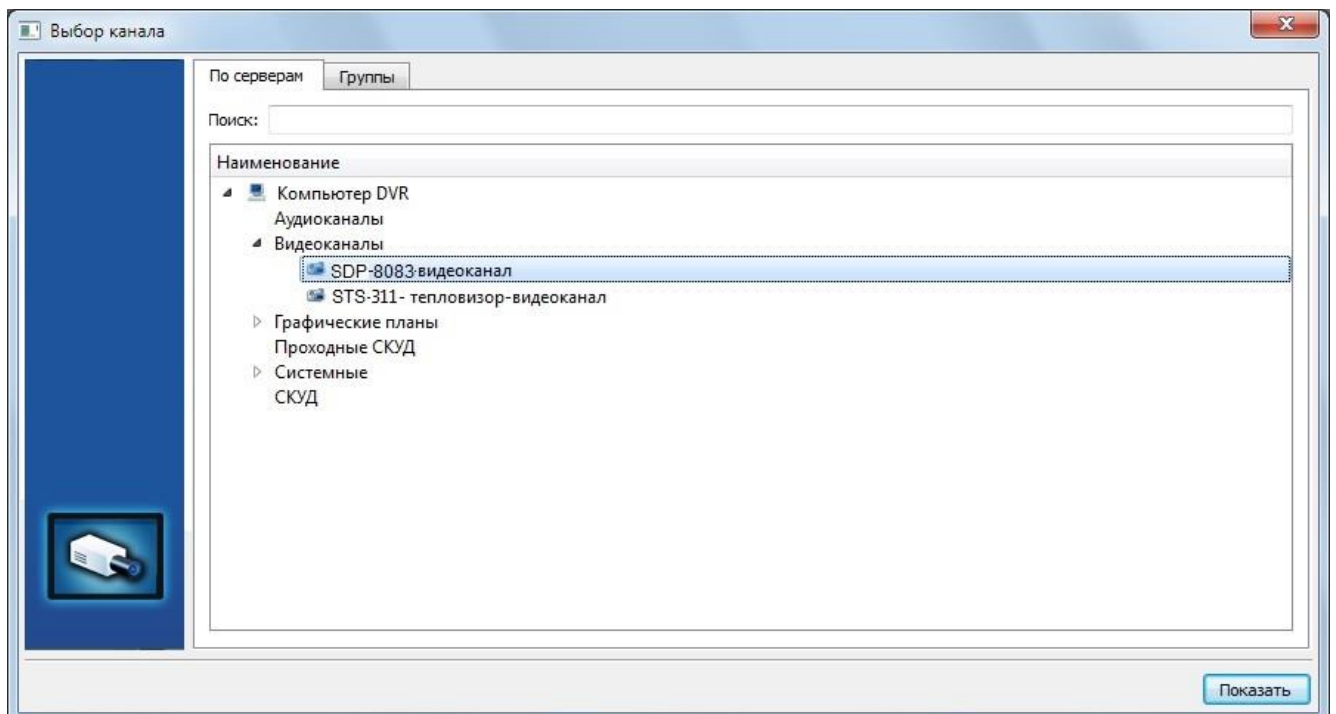 Выбор канала
По серверам
Группы
Поиск:
Наименование
Компьютер DVR
Аудиоканалы
Видеоканалы
SDP-8083-видеоканал
STS-311- тепловизор-видеоканал
Графические планы
Проходные СКУД
Системные
СКУД
Показать